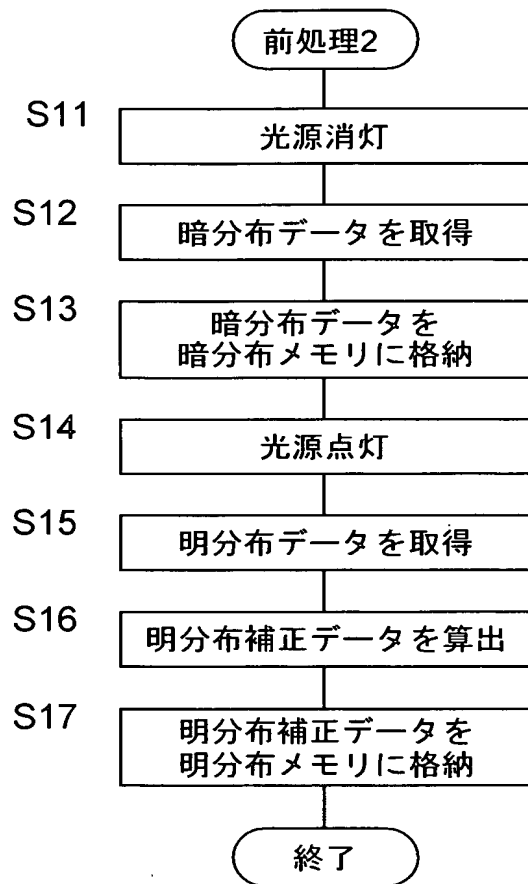 前処理2
S11
光源消灯
S12
暗分布データを取得
S13
暗分布データを
暗分布メモリに格納
S14
光源点灯
S15
明分布データを取得
S16
明分布補正データを算出
S17
明分布補正データを
明分布メモリに格納
終了